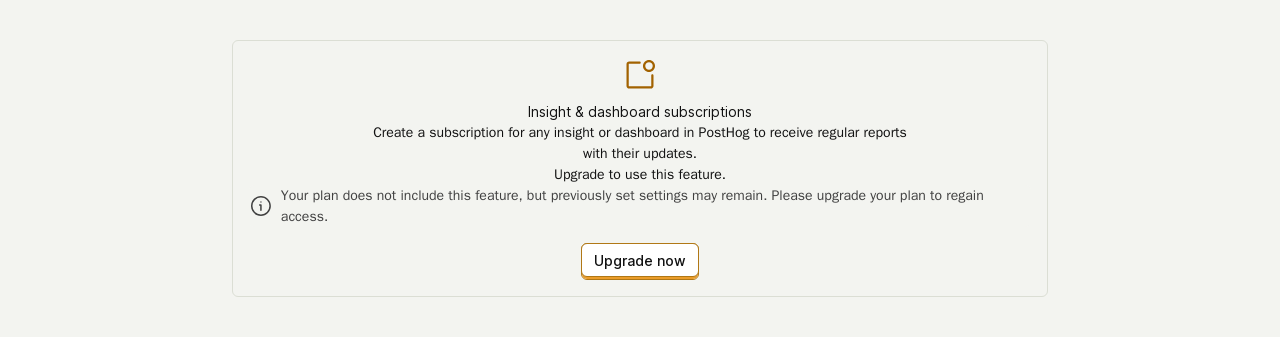 Insight & dashboard subscriptions
Create a subscription for any insight or dashboard in PostHog to receive regular reports
with their updates.
Upgrade to use this feature.
Your plan does not include this feature, but previously set settings may remain. Please upgrade your plan to regain
access.
Upgrade now